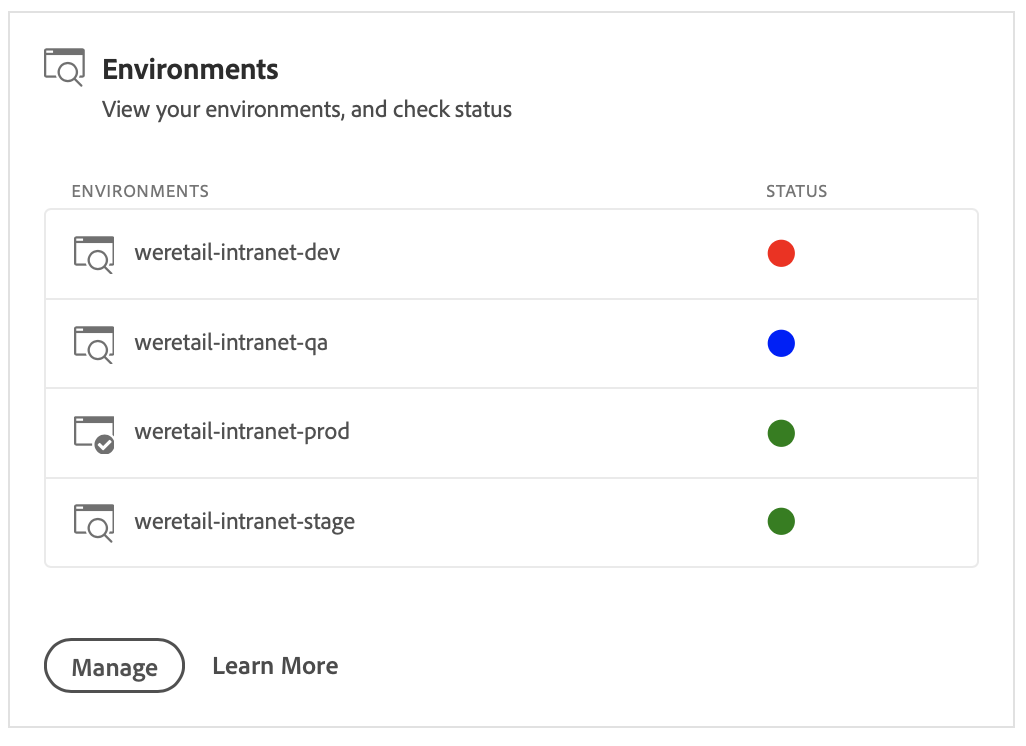 Environments
View your environments, and check status
ENVIRONMENTS STATUS
weretail-intranet-dev
weretail-intranet-qa
weretail-intranet-prod
weretail-intranet-stage
Manage Learn More